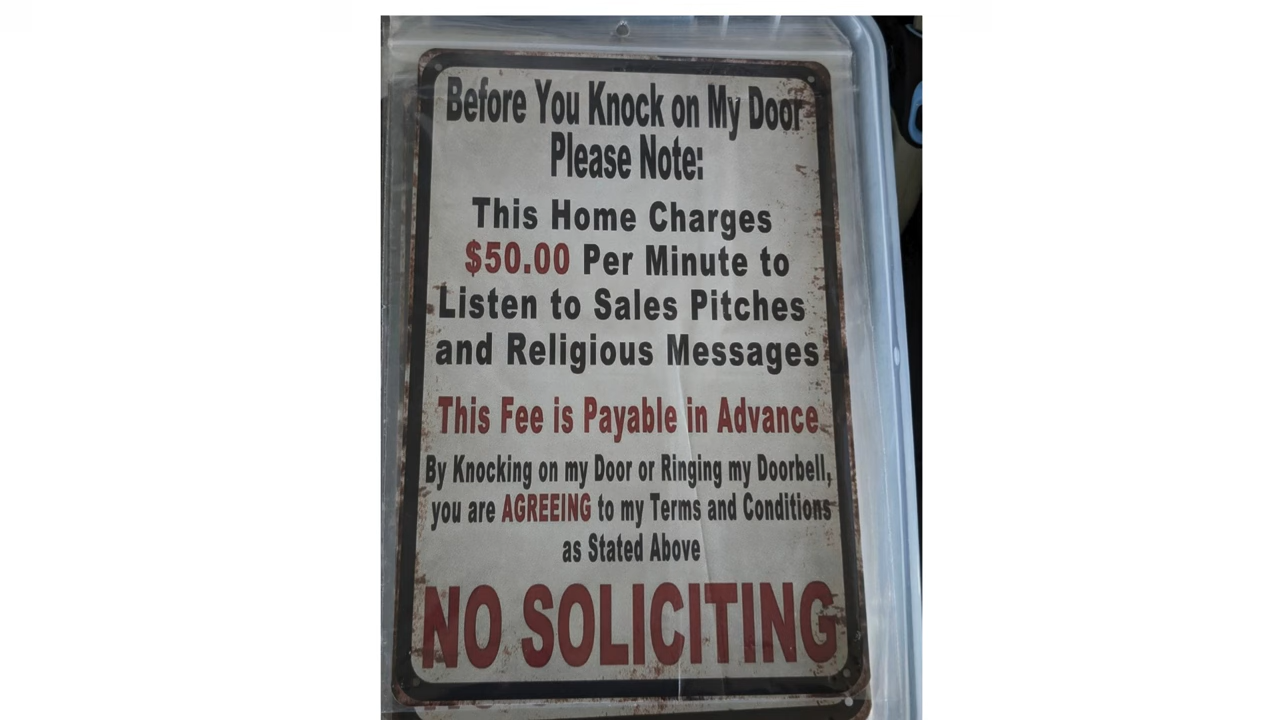 Before You Knock on My Door
Please Note:
This Home Charges
$50.00 Per Minute to
Listen to Sales Pitches
and Religious Messages
This Fee is Payable in Advance
By Knocking on my Door or Ringing my Doorbell,
you are AGREEING to my Terms and Conditions
as Stated Above
NO SOLICITING